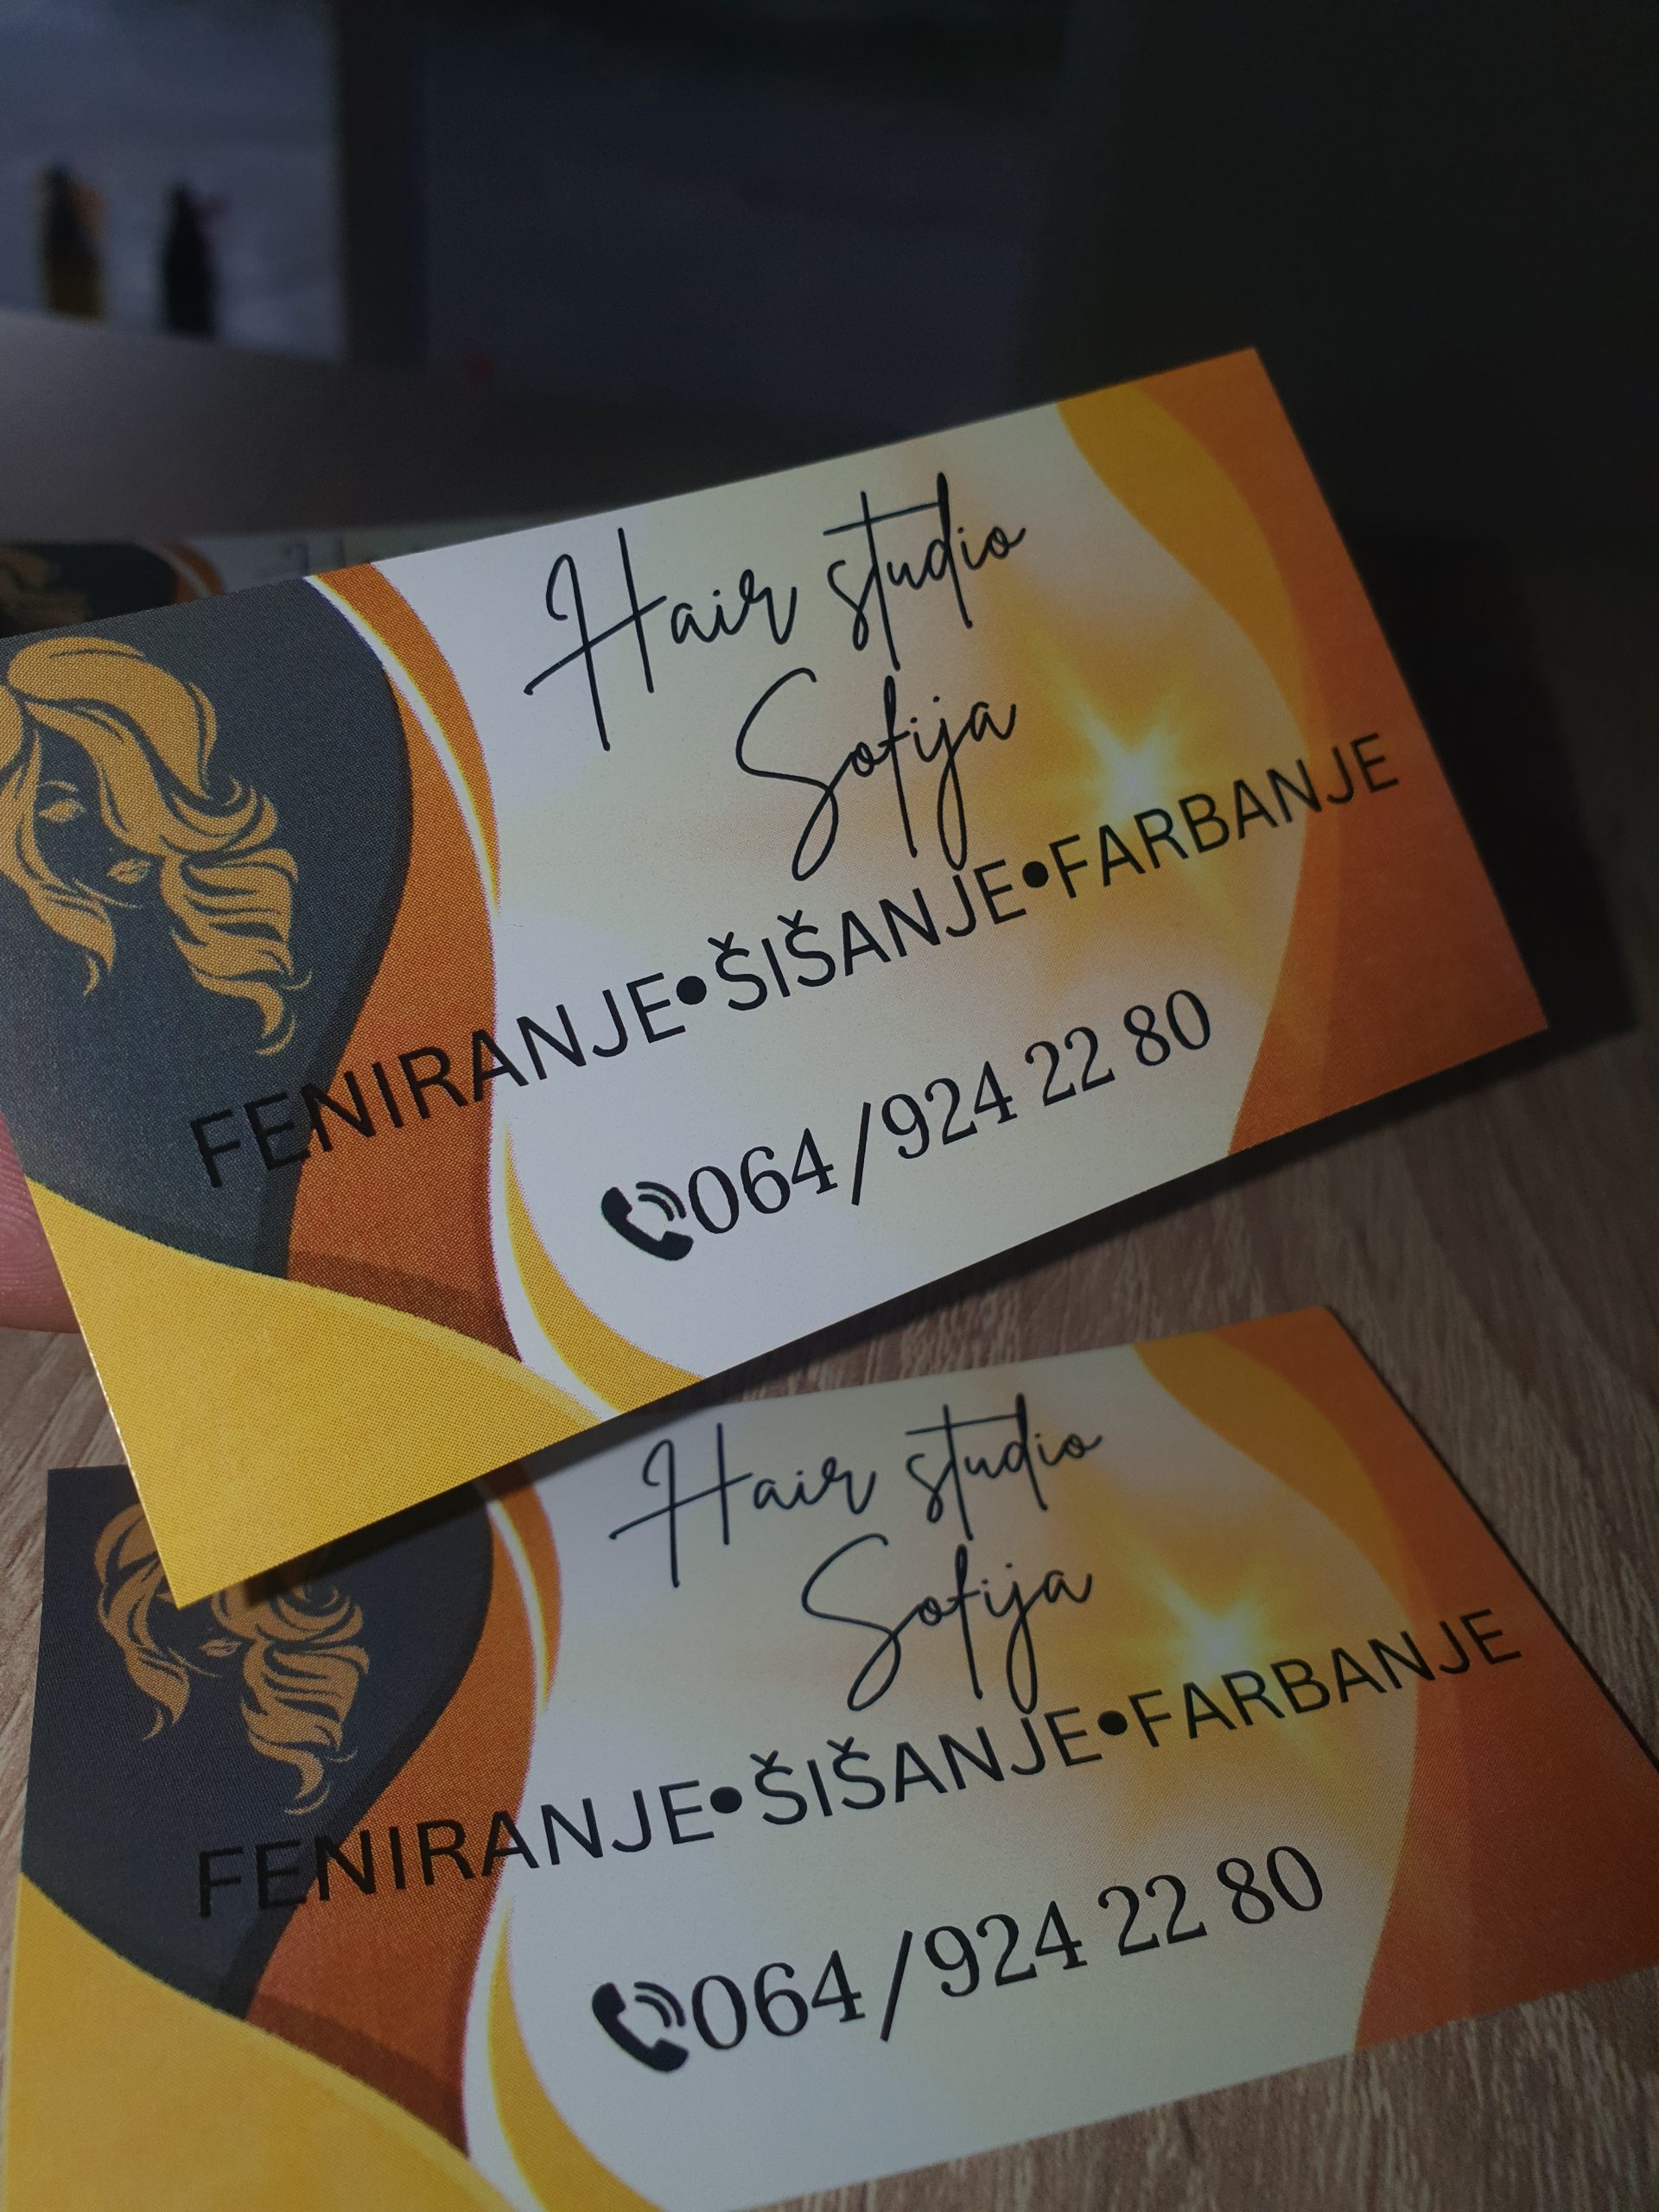 Hair studio
Sofija
FENIRANJE•ŠIŠANJE•FARBANJE
064/924 22 80
Hair studio
Sofija
FENIRANJE•ŠIŠANJE•FARBANJE
064/924 22 80